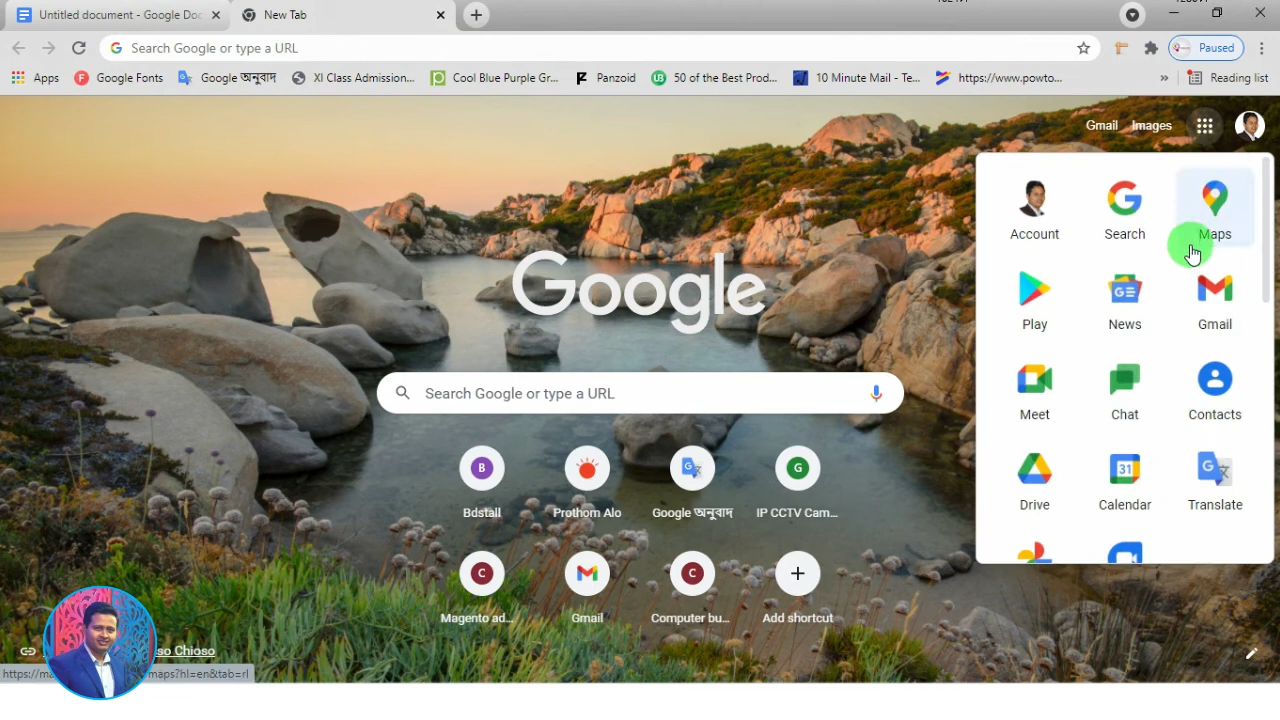 Untitled document - Google Doc
New Tab
Search Google or type a URL
Paused
Apps
Google Fonts
Google অনুবাদ
XI Class Admission...
Cool Blue Purple Gr...
Panzoid
50 of the Best Prod...
10 Minute Mail - Te...
https://www.powto...
»
Reading list
Gmail
Images
Account
Search
Maps
Play
News
Gmail
Meet
Chat
Contacts
Drive
31
Calendar
Translate
Google
Search Google or type a URL
B
G
Bdstall
Prothom Alo
Google অনুবাদ
IP CCTV Cam...
C
C
Magento ad...
Gmail
Computer bu...
Add shortcut
so Chioso
https://ma
maps?hl=en&tab=rl